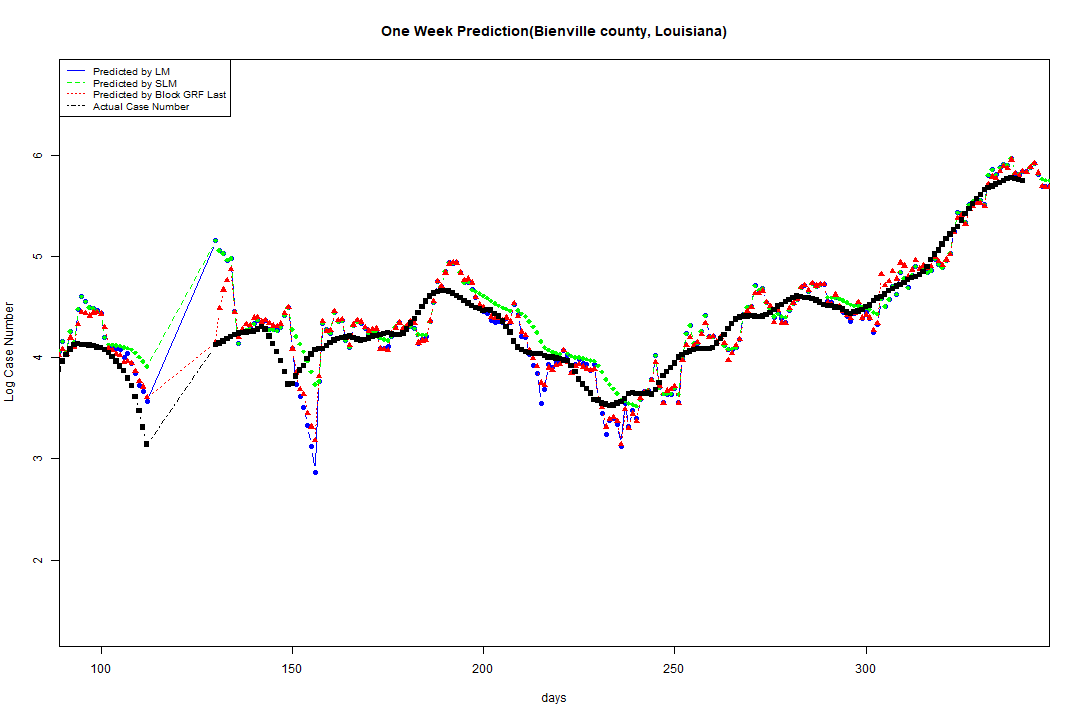 One Week Prediction(Bienville county, Louisiana)
Predicted by LM
Predicted by SLM
Predicted by Block GRF Last
Actual Case Number
6
5
4
3
2
Log Case Number
100
150
200
250
300
days